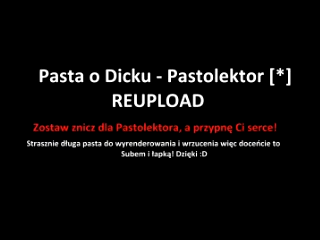 Pasta o Dicku - Pastolektor [*]
REUPLOAD
Zostaw znicz dla Pastolektora, a przypnę Ci serce!
Strasznie długa pasta do wyrenderowania i wrzucenia więc doceńcie to
Subem i łapką! Dzięki :D